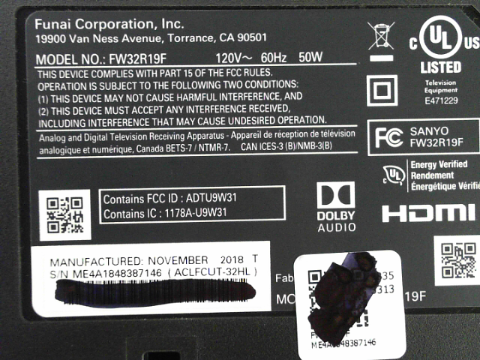 Funai Corporation, Inc.
19900 Van Ness Avenue, Torrance, CA 90501
MODEL NO.: FW32R19F 120V~ 60Hz 50W
THIS DEVICE COMPLIES WITH PART 15 OF THE FCC RULES.
OPERATION IS SUBJECT TO THE FOLLOWING TWO CONDITIONS:
(1) THIS DEVICE MAY NOT CAUSE HARMFUL INTERFERENCE, AND
(2) THIS DEVICE MUST ACCEPT ANY INTERFERENCE RECEIVED,
INCLUDING INTERFERENCE THAT MAY CAUSE UNDESIRED OPERATION.
Analog and Digital Television Receiving Apparatus - Appareil de réception de télévision
analogique et numérique, Canada BETS-7 / NTMR-7. CAN ICES-3 (B)/NMB-3(B)
C UL US
LISTED
Television
Equipment
E471229
FC SANYO
FW32R19F
UL Energy Verified
Rendement
Énergétique Vérifié
Contains FCC ID : ADTU9W31
Contains IC : 1178A-U9W31
DOLBY
AUDIO
HDMI
MANUFACTURED: NOVEMBER 2018 T
S/N ME4A1848387146 ( ACLFCUT-32HL )
Fab
35
313
MO
19F
ME4A1848387146